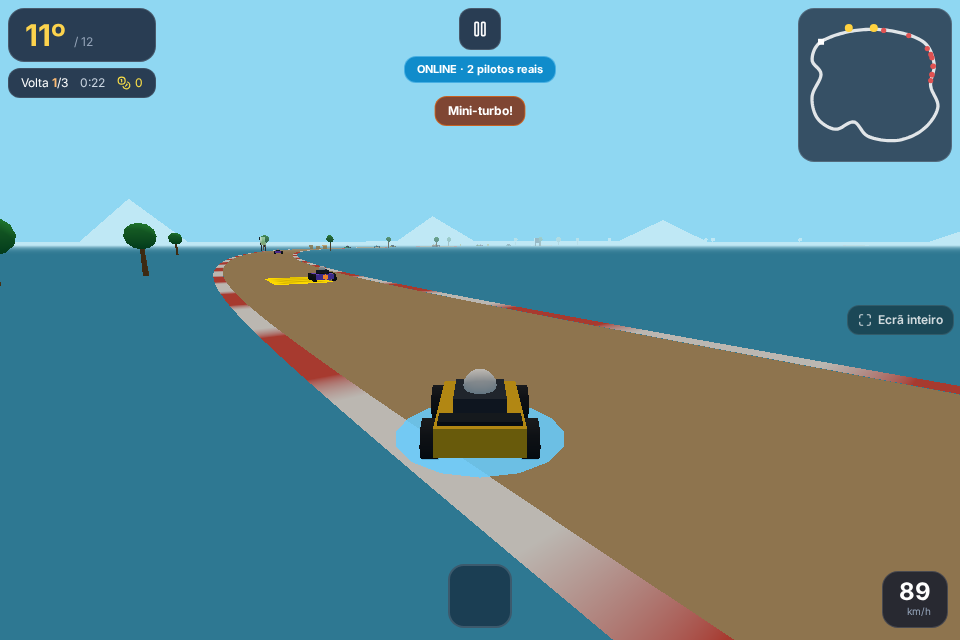 11º / 12
Volta 1/3 0:22 0
ONLINE · 2 pilotos reais
Mini-turbo!
Ecrã inteiro
89
km/h